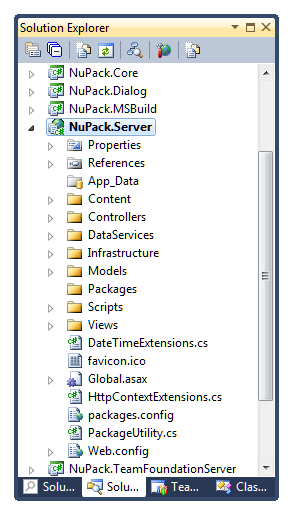 Solution Explorer
NuPack.Core
NuPack.Dialog
NuPack.MSBuild
NuPack.Server
Properties
References
App_Data
Content
Controllers
DataServices
Infrastructure
Models
Packages
Scripts
Views
DateTimeExtensions.cs
favicon.ico
Global.asax
HttpContextExtensions.cs
packages.config
PackageUtility.cs
Web.config
NuPack.TeamFoundationServer
Solu... Solu... Tea... Clas...